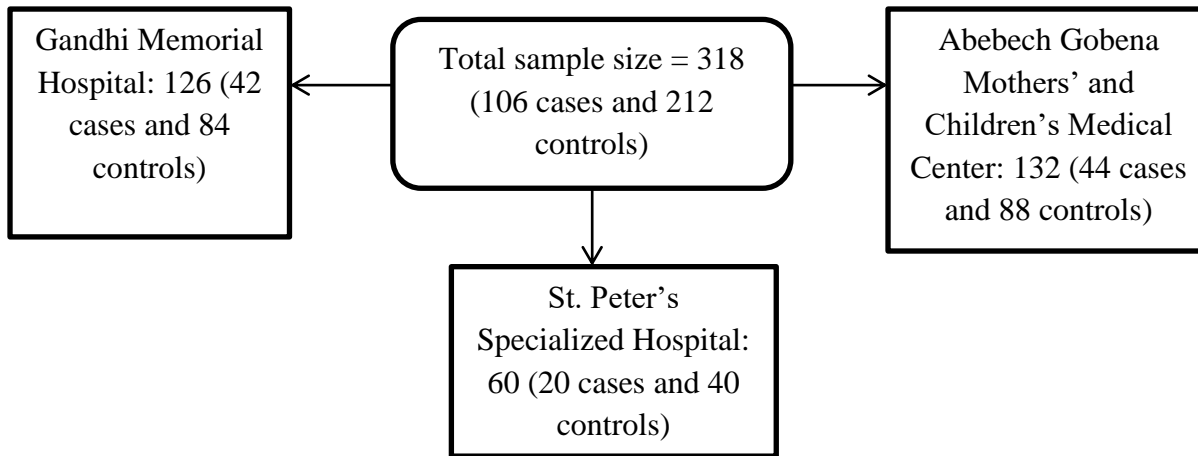 Gandhi Memorial
Hospital: 126 (42
cases and 84
controls)
Total sample size = 318
(106 cases and 212
controls)
Abebech Gobena
Mothers’ and
Children’s Medical
Center: 132 (44 cases
and 88 controls)
St. Peter’s
Specialized Hospital:
60 (20 cases and 40
controls)